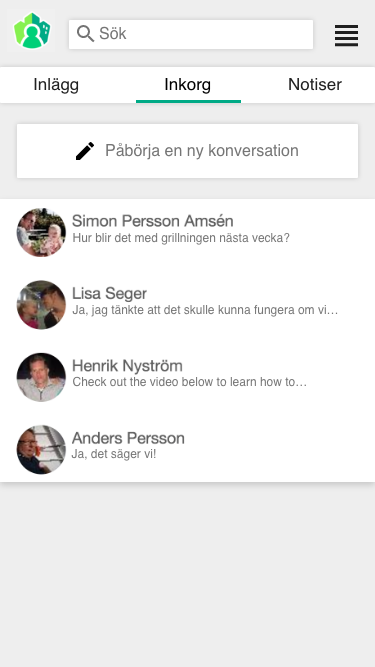 Sök
Inlägg
Inkorg
Notiser
Påbörja en ny konversation
Simon Persson Amsén
Hur blir det med grillningen nästa vecka?
Lisa Seger
Ja, jag tänkte att det skulle kunna fungera om vi...
Henrik Nyström
Check out the video below to learn how to...
Anders Persson
Ja, det säger vi!